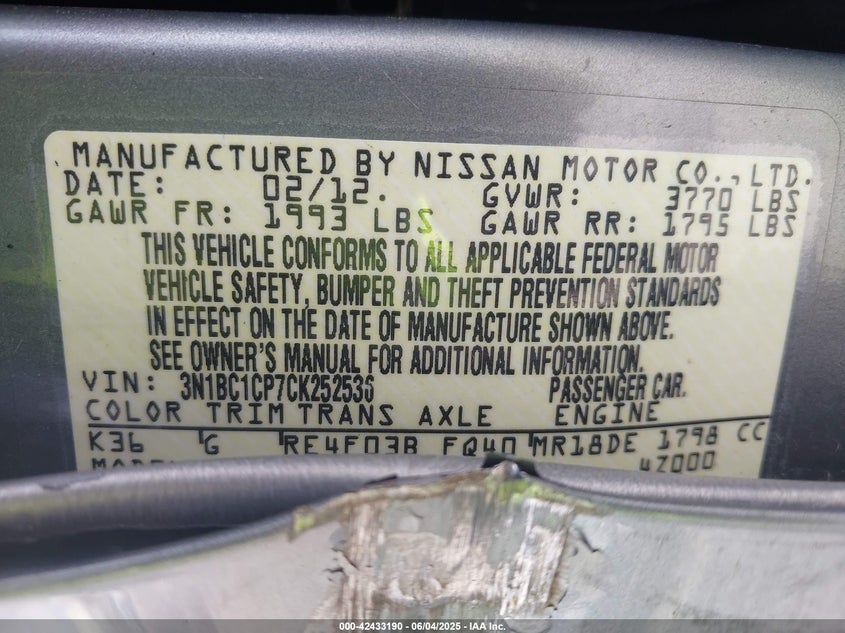 MANUFACTURED BY NISSAN MOTOR CO., LTD.
DATE: 02/12. GVWR: 3770 LBS
GAWR FR: 1993 LBS GAWR RR: 1795 LBS
THIS VEHICLE CONFORMS TO ALL APPLICABLE FEDERAL MOTOR
VEHICLE SAFETY, BUMPER AND THEFT PREVENTION STANDARDS
IN EFFECT ON THE DATE OF MANUFACTURE SHOWN ABOVE.
SEE OWNER'S MANUAL FOR ADDITIONAL INFORMATION.
VIN: 3N1BC1CP7CK252536 PASSENGER CAR.
COLOR TRIM TRANS AXLE ENGINE
K36 G RE4F03B FQ40 MR18DE 1798 CC
47000
000-42433190 - 06/04/2025 - IAA Inc.